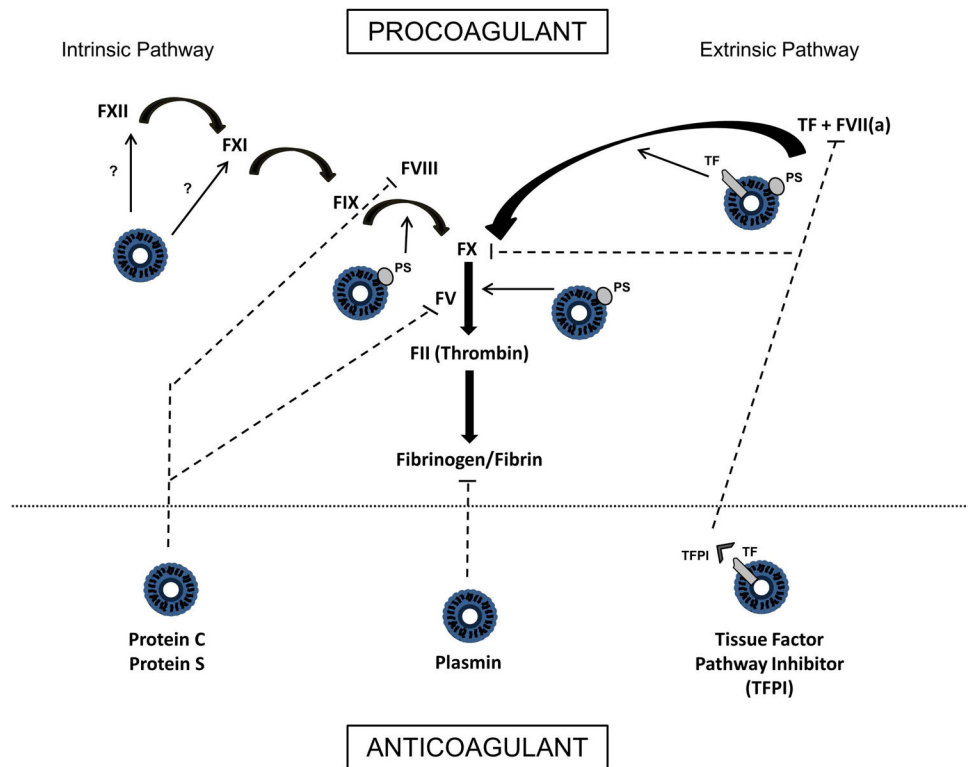 PROCOAGULANT
Intrinsic Pathway
Extrinsic Pathway
FXII
TF + FVII(a)
FXI
TF
PS
?
?
FVIII
FIX
FX
PS
PS
FV
FII (Thrombin)
Fibrinogen/Fibrin
TFPI
TF
Protein C
Protein S
Plasmin
Tissue Factor
Pathway Inhibitor
(TFPI)
ANTICOAGULANT